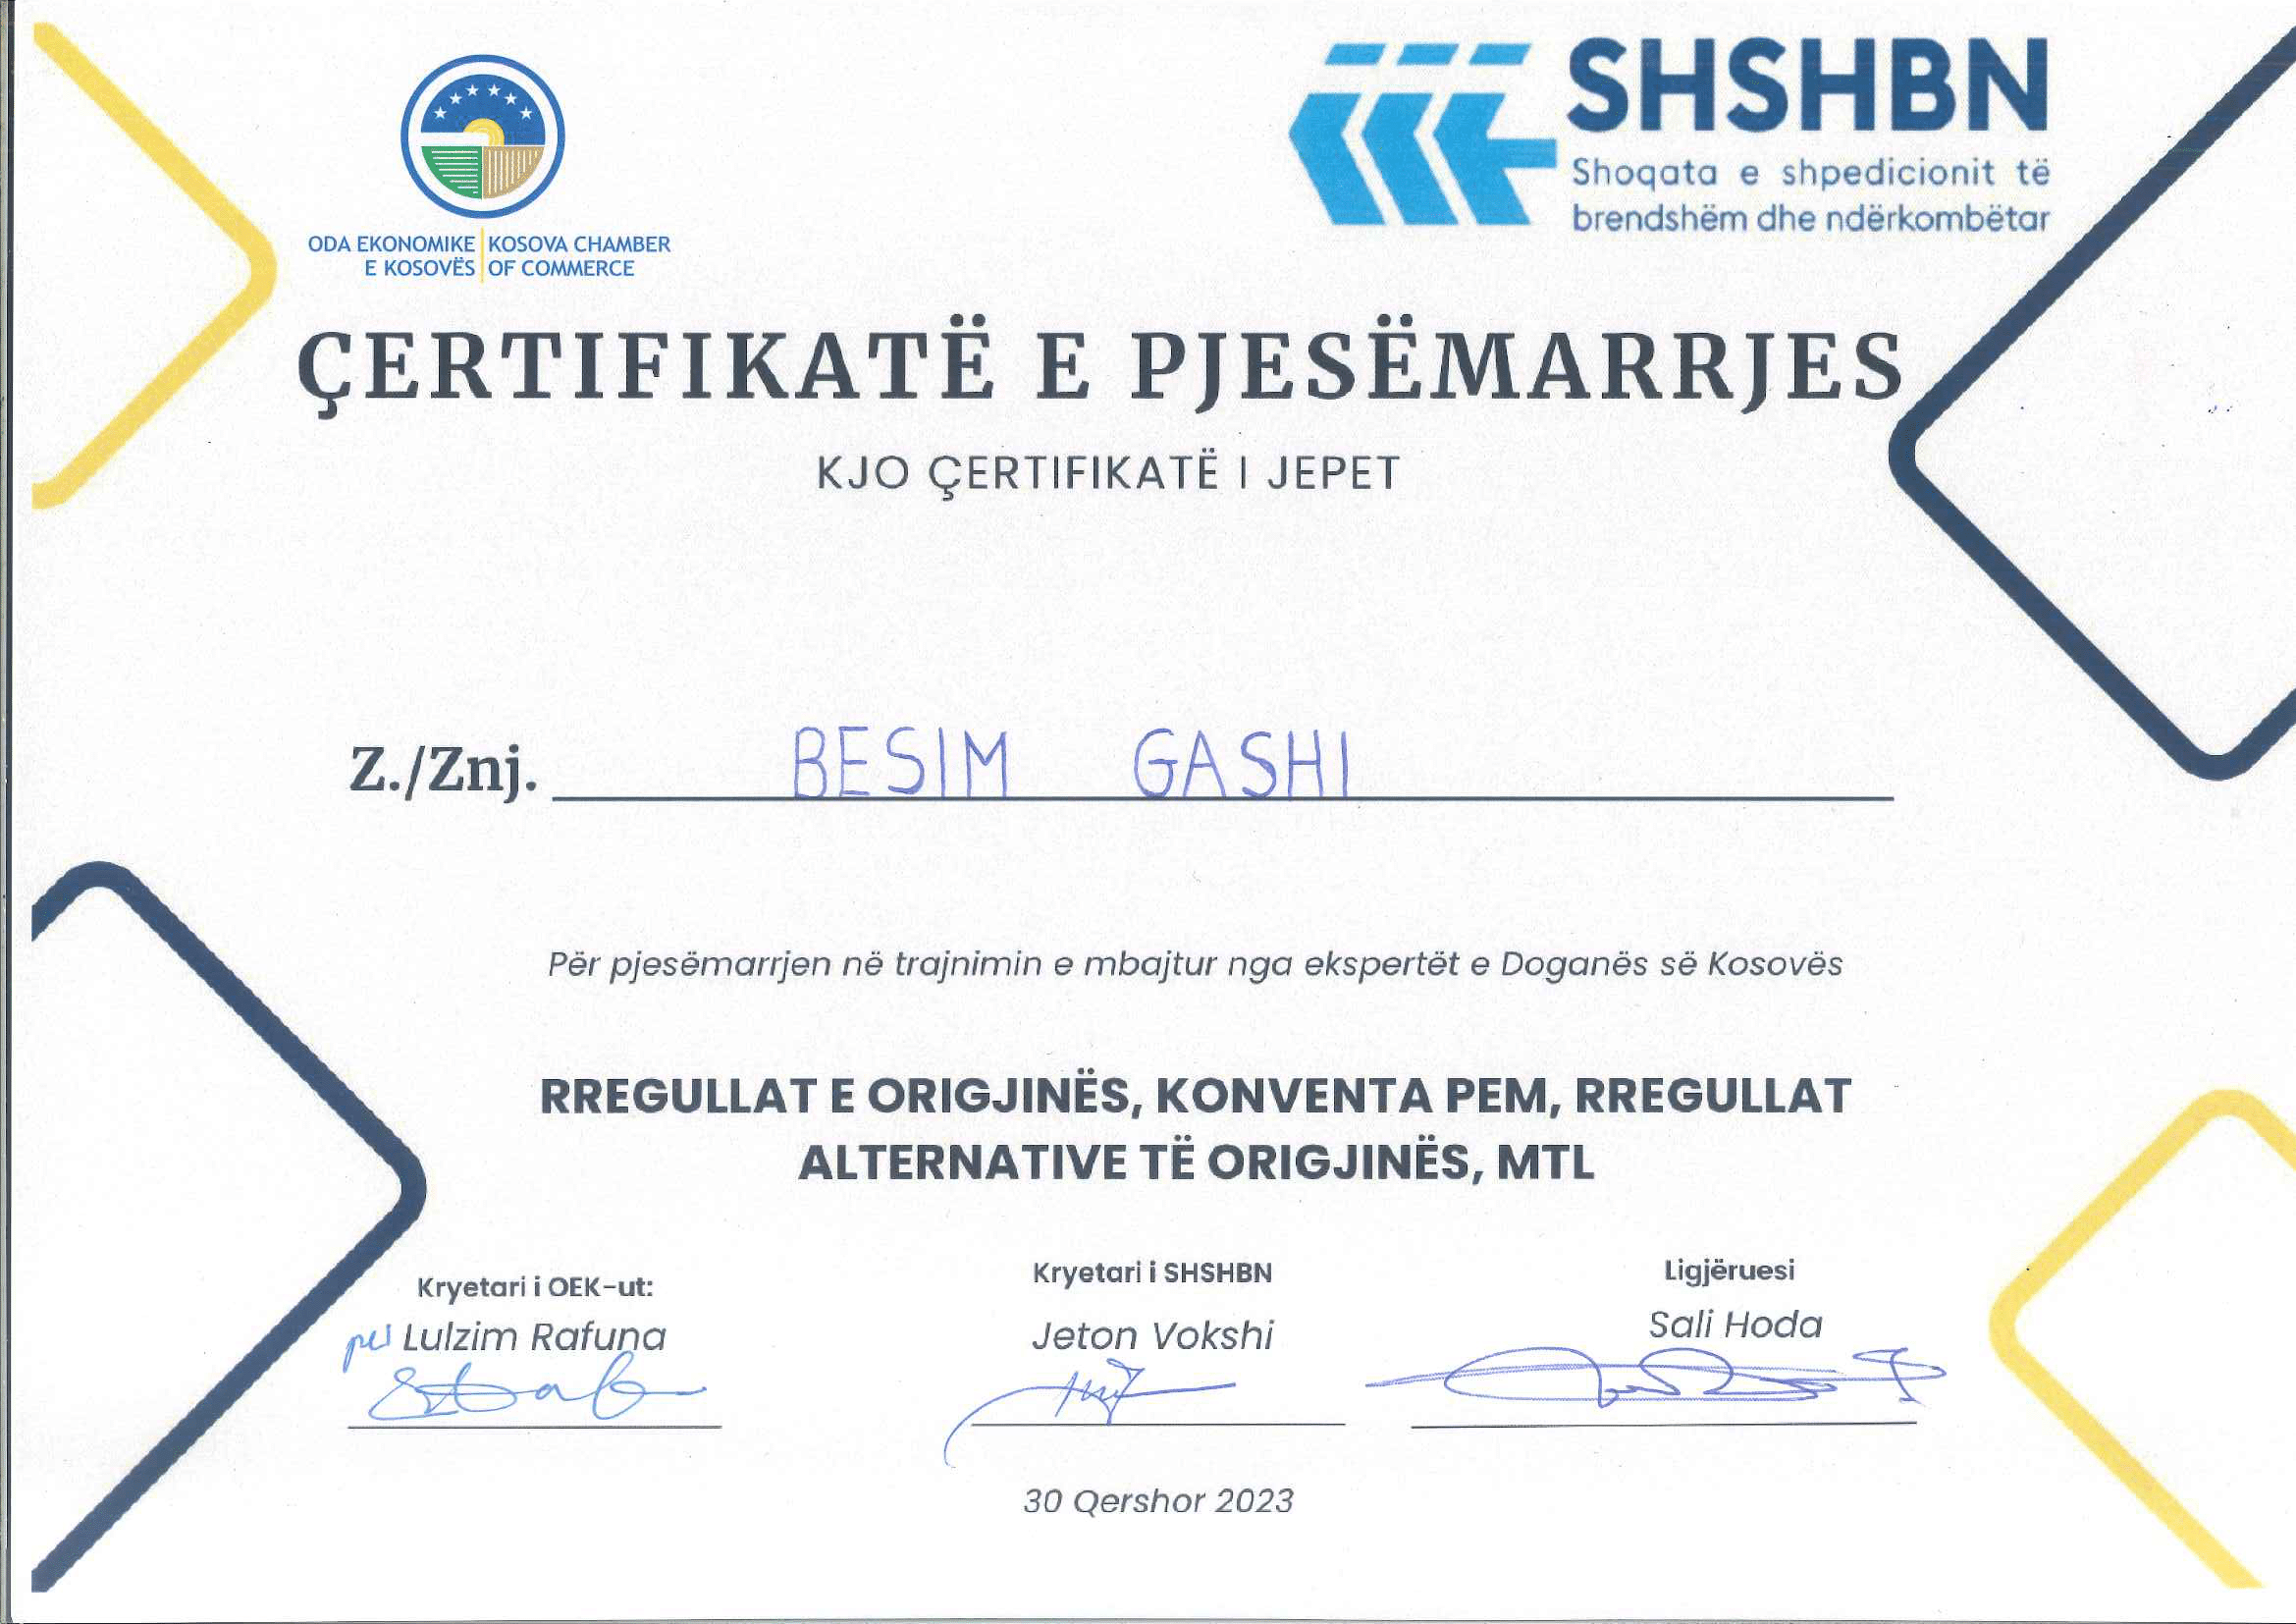 ODA EKONOMIKE
E KOSOVËS
KOSOVA CHAMBER
OF COMMERCE
SHSHBN
Shoqata e shpedicionit të
brendshëm dhe ndërkombëtar
ÇERTIFIKATË E PJESËMARRJES
KJO ÇERTIFIKATË I JEPET
Z./Znj. BESIM GASHI
Për pjesëmarrjen në trajnimin e mbajtur nga ekspertët e Doganës së Kosovës
RREGULLAT E ORIGJINËS, KONVENTA PEM, RREGULLAT
ALTERNATIVE TË ORIGJINËS, MTL
Kryetari i OEK-ut:
Lulzim Rafuna
Kryetari i SHSHBN
Jeton Vokshi
Ligjëruesi
Sali Hoda
30 Qershor 2023